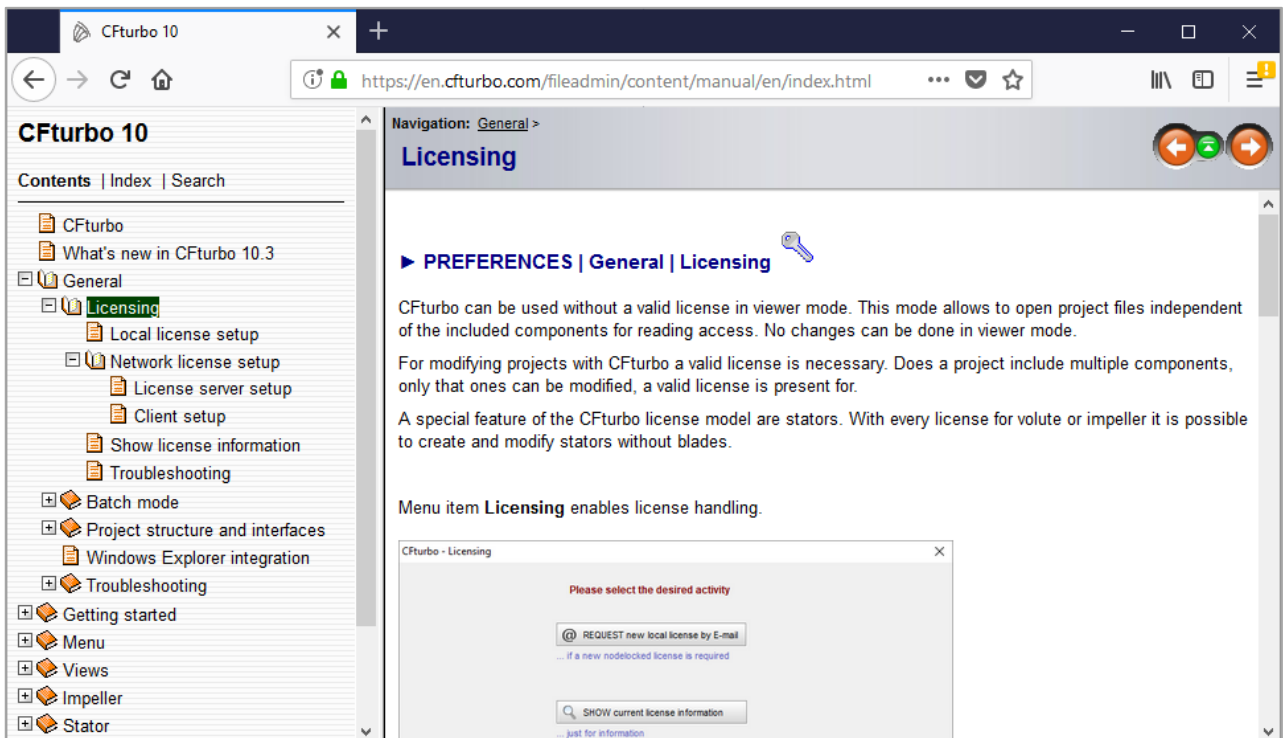 CFturbo 10
https://en.cfturbo.com/fileadmin/content/manual/en/index.html
CFturbo 10
Contents | Index | Search
CFturbo
What's new in CFturbo 10.3
General
Licensing
Local license setup
Network license setup
License server setup
Client setup
Show license information
Troubleshooting
Batch mode
Project structure and interfaces
Windows Explorer integration
Troubleshooting
Getting started
Menu
Views
Impeller
Stator
Navigation: General >
Licensing
► PREFERENCES | General | Licensing
CFturbo can be used without a valid license in viewer mode. This mode allows to open project files independent
of the included components for reading access. No changes can be done in viewer mode.
For modifying projects with CFturbo a valid license is necessary. Does a project include multiple components,
only that ones can be modified, a valid license is present for.
A special feature of the CFturbo license model are stators. With every license for volute or impeller it is possible
to create and modify stators without blades.
Menu item Licensing enables license handling.
CFturbo - Licensing
Please select the desired activity
@ REQUEST new local license by E-mail
... if a new nodelocked license is required
SHOW current license information
... just for information